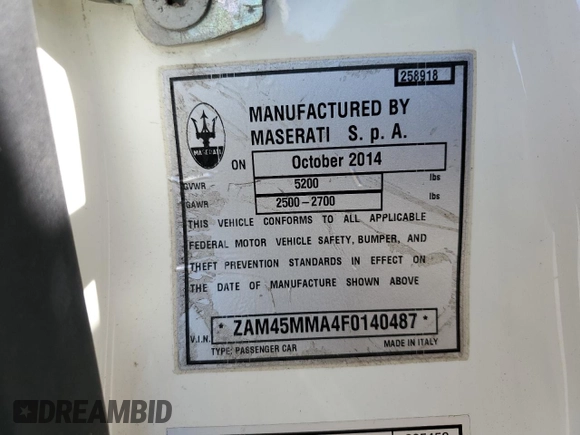 258918
MANUFACTURED BY
MASERATI S. p. A.
MASERATI
ON October 2014
GVWR 5200 lbs
GAWR 2500-2700 lbs
THIS VEHICLE CONFORMS TO ALL APPLICABLE
FEDERAL MOTOR VEHICLE SAFETY, BUMPER, AND
THEFT PREVENTION STANDARDS IN EFFECT ON
THE DATE OF MANUFACTURE SHOWN ABOVE
V.I.N. * ZAM45MMA4F0140487 *
TYPE: PASSENGER CAR MADE IN ITALY
DREAMBID